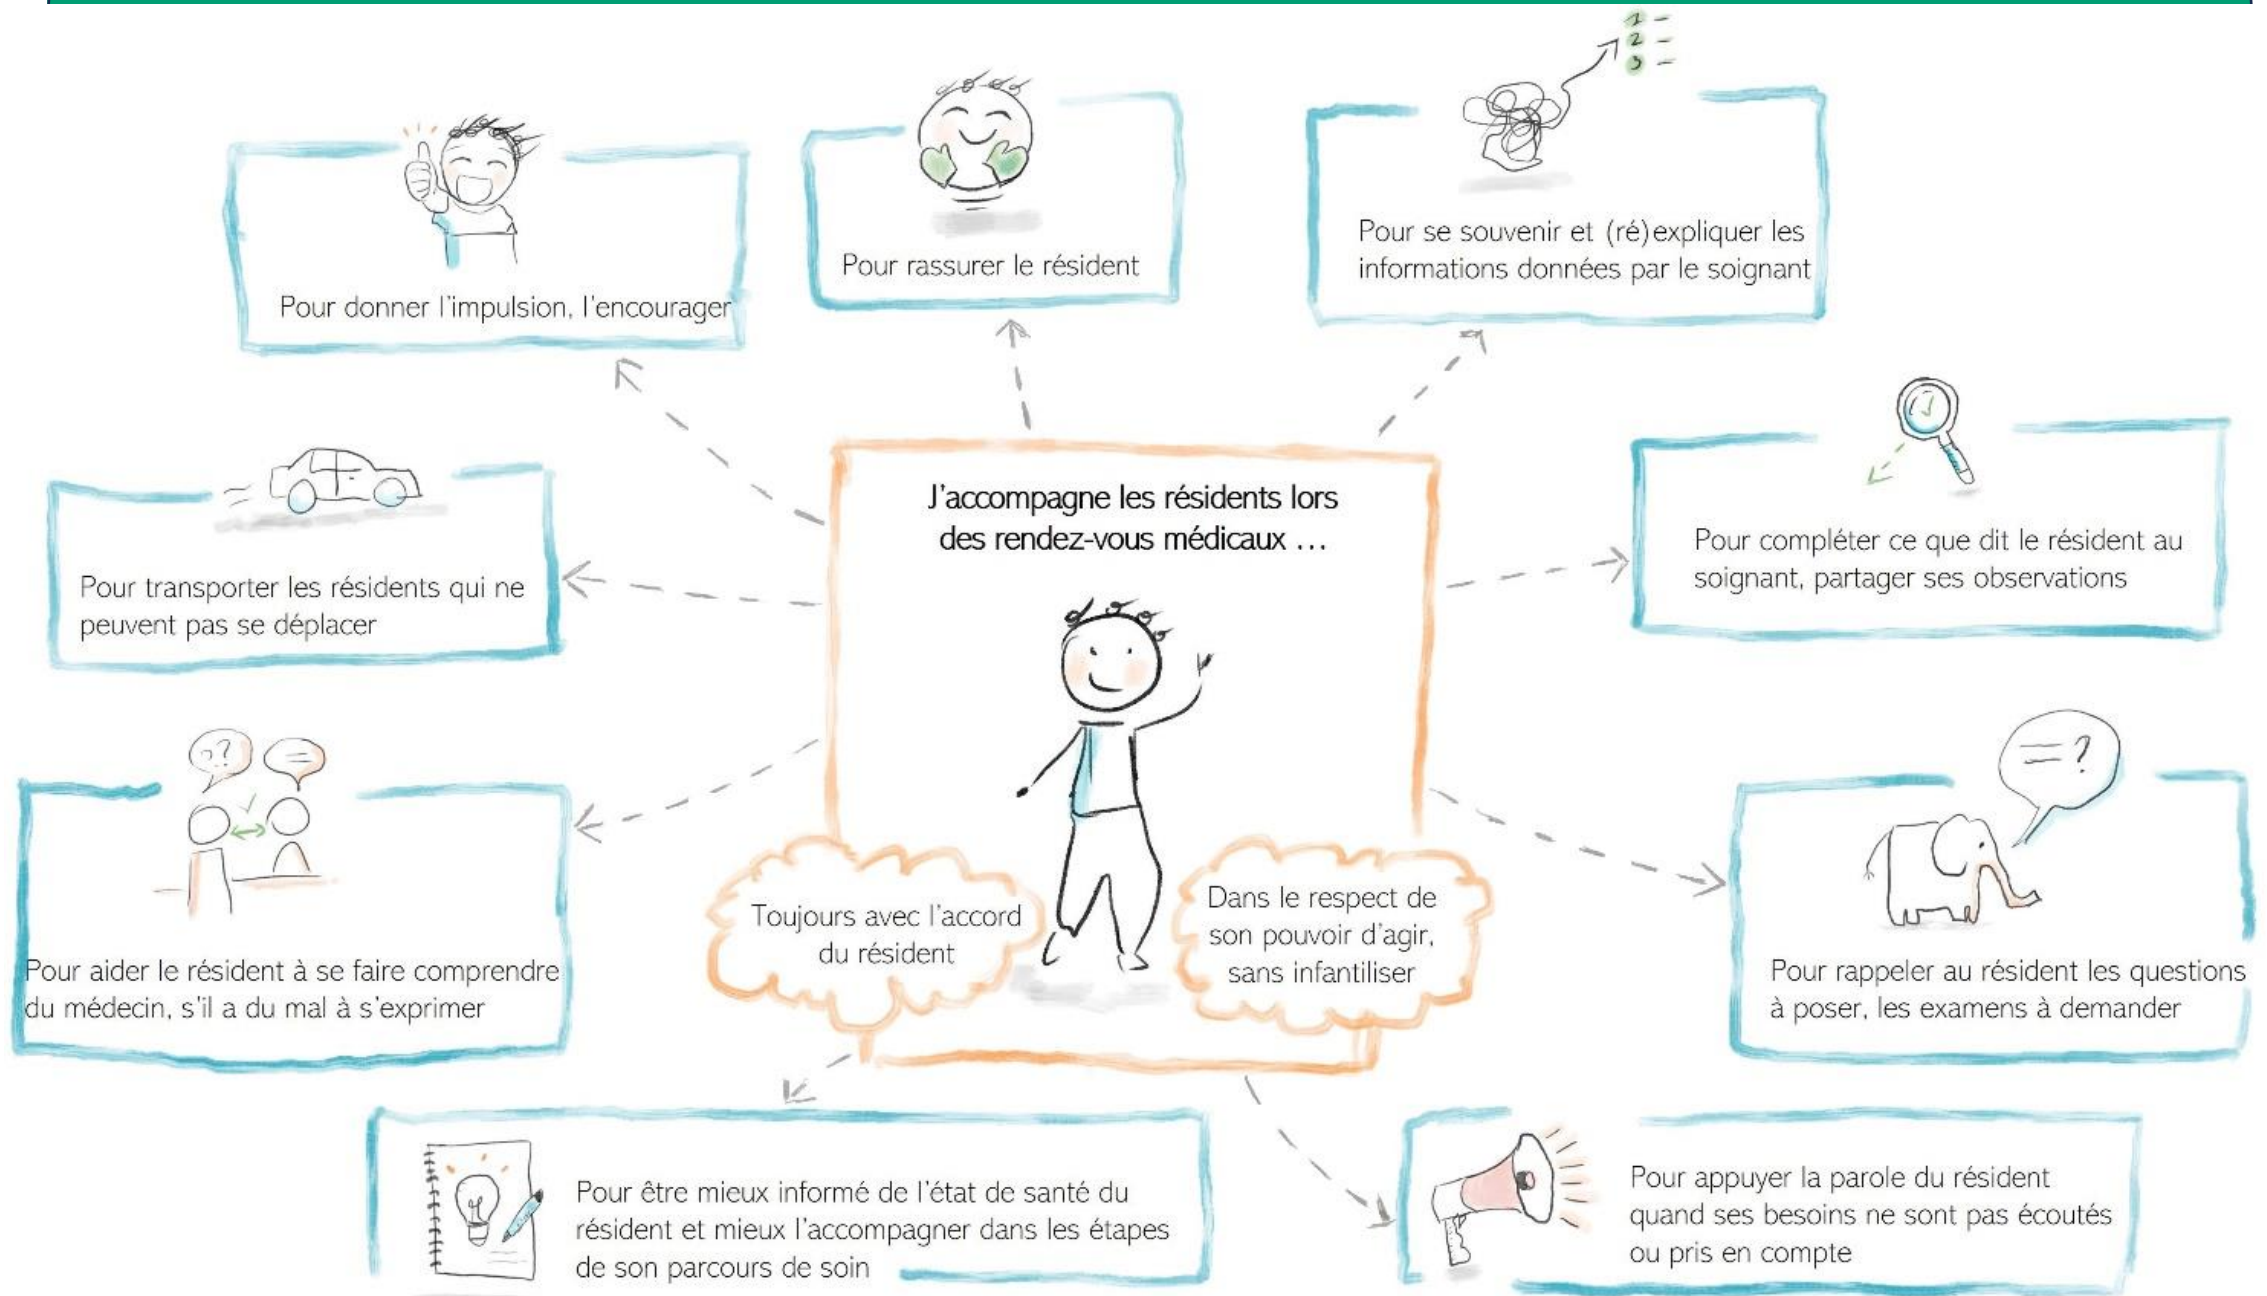 1 –
2 –
3 –
Pour donner l'impulsion, l'encourager
Pour rassurer le résident
Pour se souvenir et (ré)expliquer les
informations données par le soignant
J'accompagne les résidents lors
des rendez-vous médicaux ...
Pour transporter les résidents qui ne
peuvent pas se déplacer
Pour compléter ce que dit le résident au
soignant, partager ses observations
??
= ?
Pour aider le résident à se faire comprendre
du médecin, s'il a du mal à s'exprimer
Toujours avec l'accord
du résident
Dans le respect de
son pouvoir d'agir,
sans infantiliser
Pour rappeler au résident les questions
à poser, les examens à demander
Pour être mieux informé de l'état de santé du
résident et mieux l'accompagner dans les étapes
de son parcours de soin
Pour appuyer la parole du résident
quand ses besoins ne sont pas écoutés
ou pris en compte